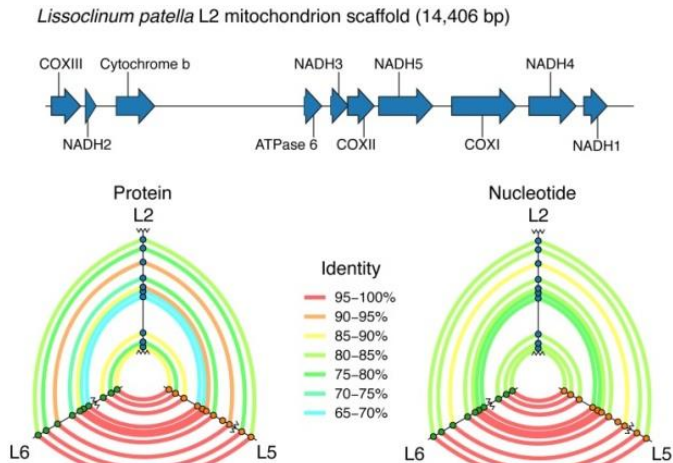 Lissoclinum patella L2 mitochondrion scaffold (14,406 bp)
COXIII Cytochrome b NADH3 NADH5 NADH4
NADH2 ATPase 6 COXII COXI NADH1
Protein Nucleotide
L2 L2
Identity
95–100%
90–95%
85–90%
80–85%
75–80%
70–75%
65–70%
L6 L5 L6 L5